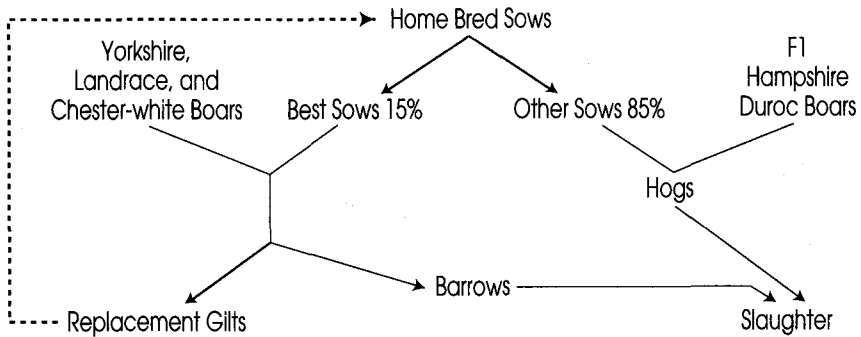 Home Bred Sows
Yorkshire,
Landrace, and
Chester-white Boars
Best Sows 15%
Other Sows 85%
F1
Hampshire
Duroc Boars
Hogs
Barrows
Replacement Gilts
Slaughter